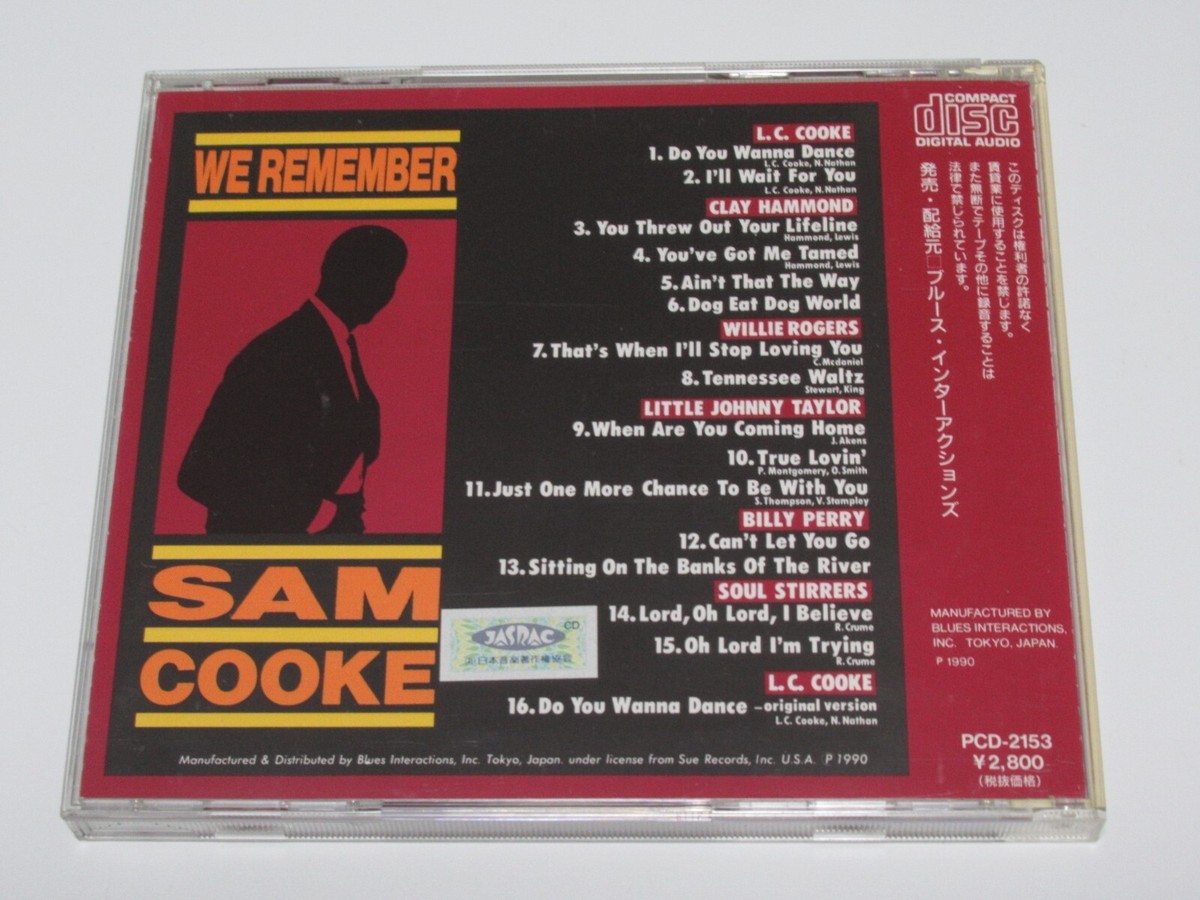 WE REMEMBER
SAM
COOKE
L.C. COOKE
1. Do You Wanna Dance
L.C. Cooke, N. Nathan
2. I'll Wait For You
L.C. Cooke, N. Nathan
CLAY HAMMOND
3. You Threw Out Your Lifeline
Hammond, Lewis
4. You've Got Me Tamed
Hammond, Lewis
5. Ain't That The Way
6. Dog Eat Dog World
WILLIE ROGERS
7. That's When I'll Stop Loving You
C. Mcdaniel
8. Tennessee Waltz
Stewart, King
LITTLE JOHNNY TAYLOR
9. When Are You Coming Home
J. Akens
10. True Lovin'
P. Montgomery, O. Smith
11. Just One More Chance To Be With You
S. Thompson, V. Stampley
BILLY PERRY
12. Can't Let You Go
13. Sitting On The Banks Of The River
SOUL STIRRERS
14. Lord, Oh Lord, I Believe
R. Crume
15. Oh Lord I'm Trying
R. Crume
L.C. COOKE
16. Do You Wanna Dance – original version
L.C. Cooke, N. Nathan
CD
JASRAC
(社)日本音楽著作権協会
Manufactured & Distributed by Blues Interactions, Inc. Tokyo, Japan. under license from Sue Records, Inc. U.S.A. P 1990
COMPACT
disc
DIGITAL AUDIO
このディスクは権利者の許諾なく
賃貸業に使用することを禁じます。
また無断でテープその他に録音することは
法律で禁じられています。
発売・配給元□ブルース・インターアクションズ
MANUFACTURED BY
BLUES INTERACTIONS,
INC. TOKYO, JAPAN.
P 1990
PCD-2153
¥2,800
(税抜価格)